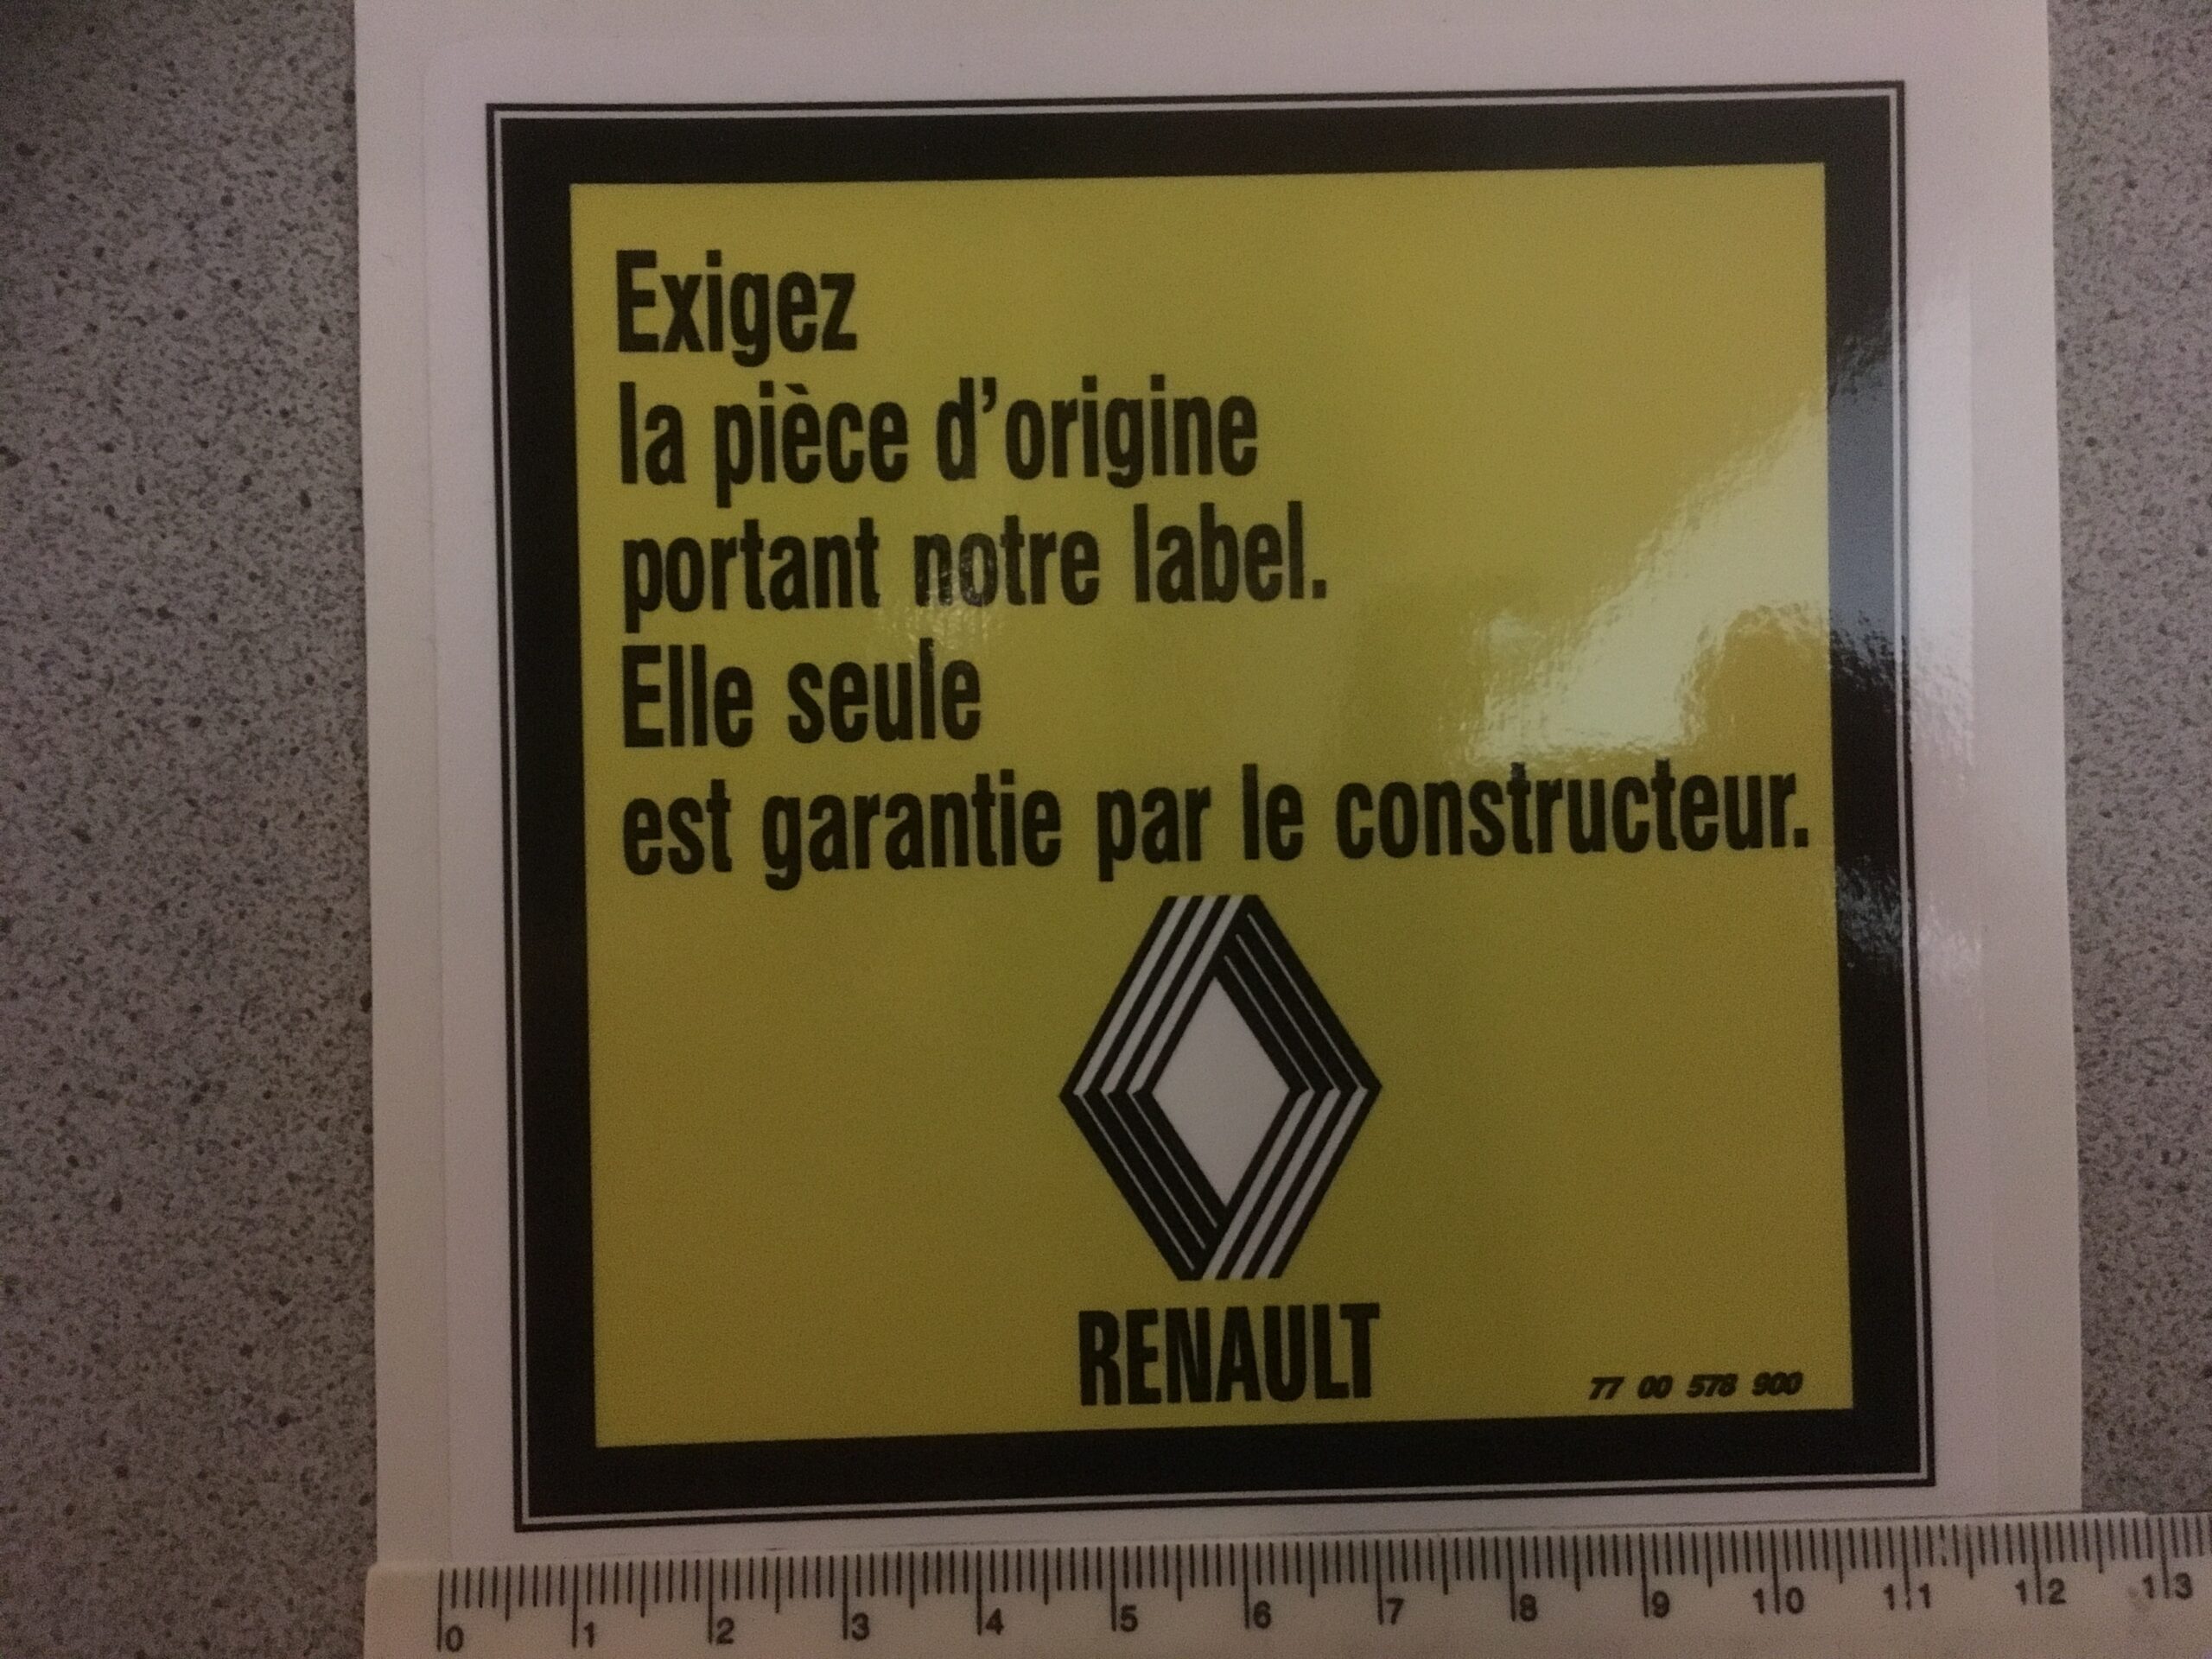 Exigez
la pièce d'origine
portant notre label.
Elle seule
est garantie par le constructeur.
RENAULT
77 00 578 900
0 1 2 3 4 5 6 7 8 9 10 11 12 13